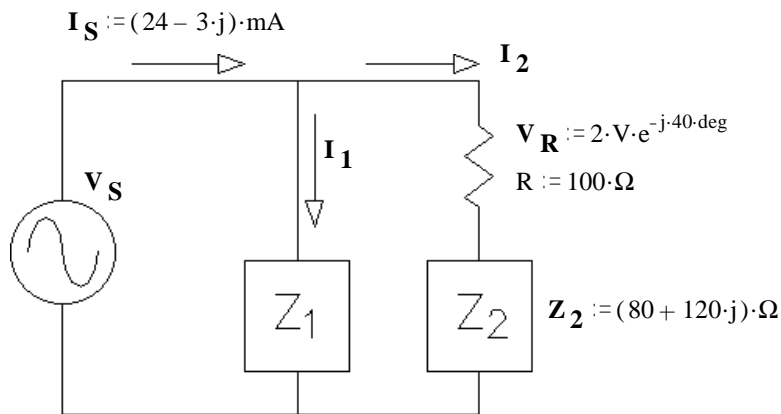 I_S := (24 – 3·j)·mA
I_2
V_R := 2·V·e^{-j·40·deg}
I_1
R := 100·Ω
V_S
Z_1
Z_2
Z_2 := (80 + 120·j)·Ω